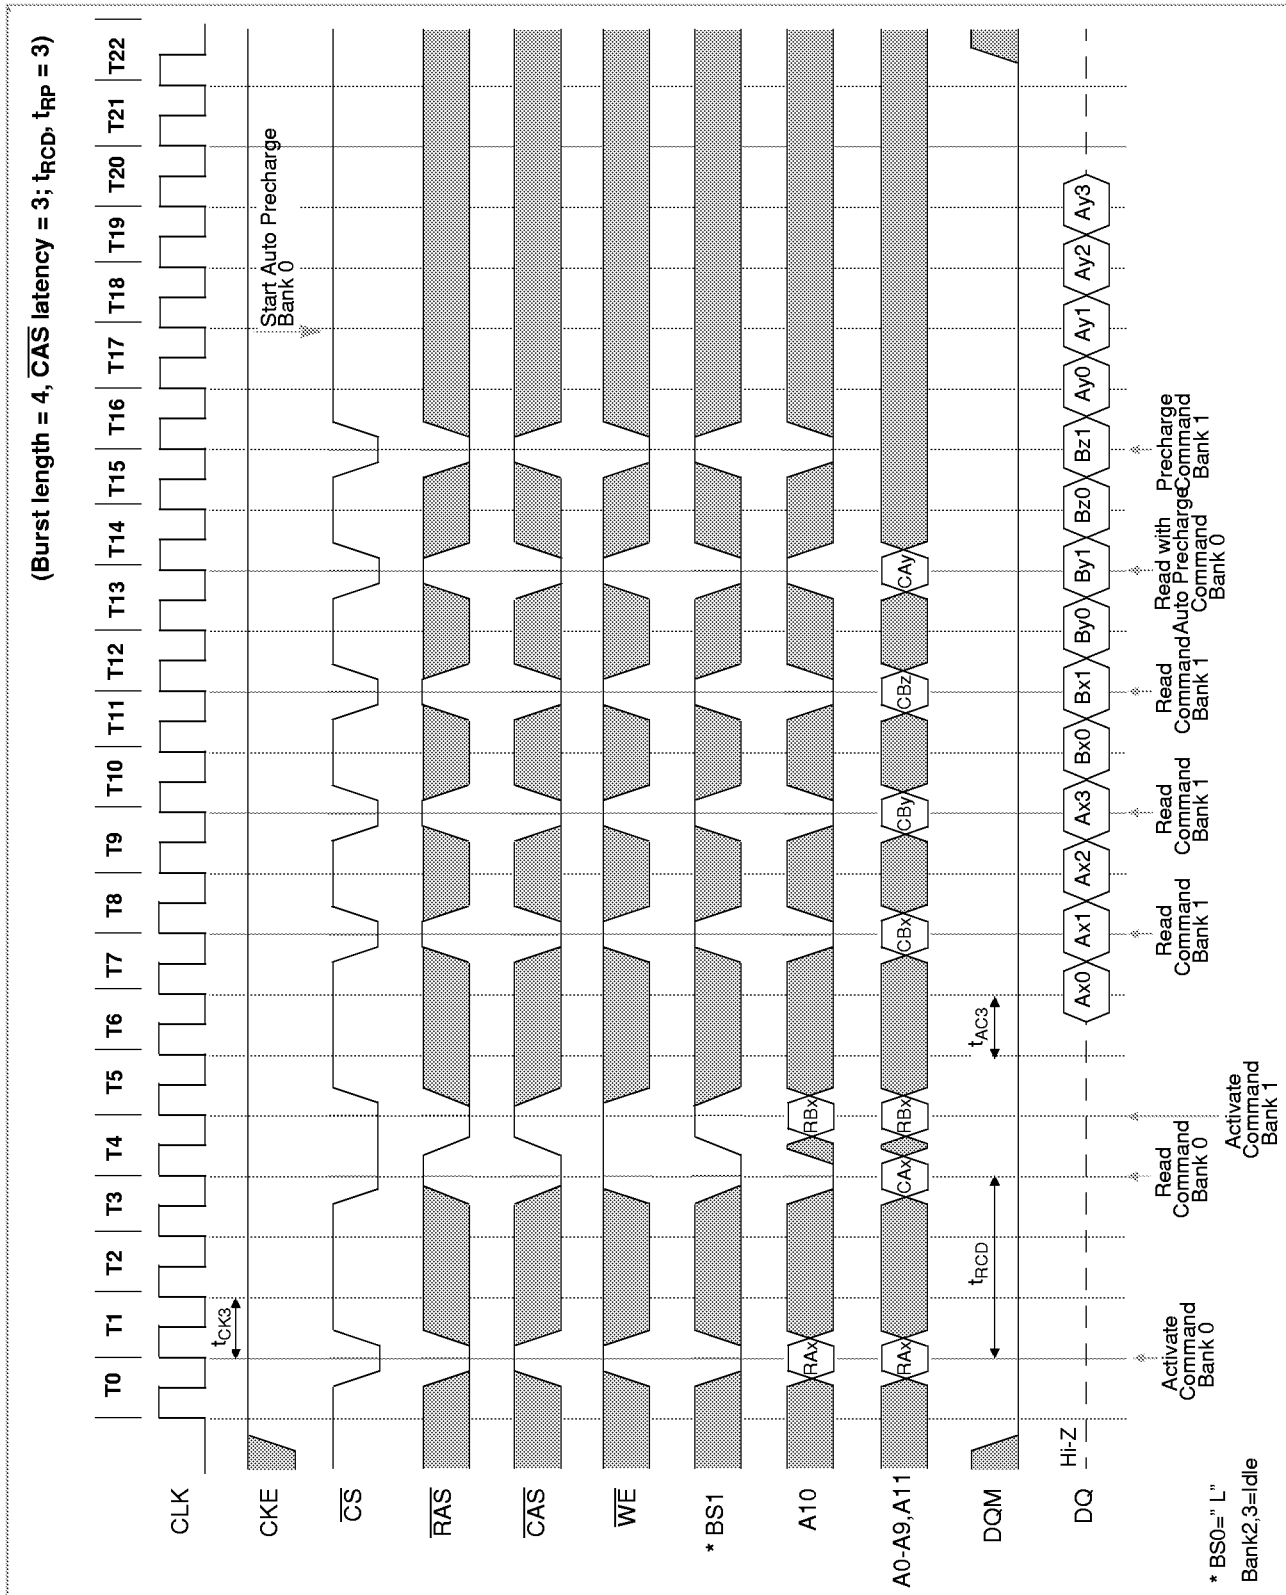 (Burst length = 4, CAS latency = 3; tRCD, tRP = 3)
T0 T1 T2 T3 T4 T5 T6 T7 T8 T9 T10 T11 T12 T13 T14 T15 T16 T17 T18 T19 T20 T21 T22
CLK
tCK3
CKE
Start Auto Precharge
Bank 0
CS
RAS
CAS
WE
* BS1
A10
RAx RBx
A0-A9,A11
RAx CAx RBx CBx CBy CBz CAy
DQM
tRCD
tAC3
DQ
Hi-Z
Ax0 Ax1 Ax2 Ax3 Bx0 Bx1 By0 By1 Bz0 Bz1 Ay0 Ay1 Ay2 Ay3
Activate
Command
Bank 0
Read
Command
Bank 0
Activate
Command
Bank 1
Read
Command
Bank 1
Read
Command
Bank 1
Read
Command
Bank 1
Read with
Auto Precharge
Command
Bank 0
Precharge
Command
Bank 1
* BS0=” L”
Bank2,3=Idle